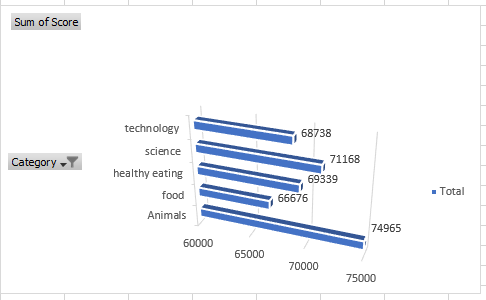 Sum of Score
technology
68738
science
71168
healthy eating
69339
Category
food
66676
Total
Animals
74965
60000
65000
70000
75000